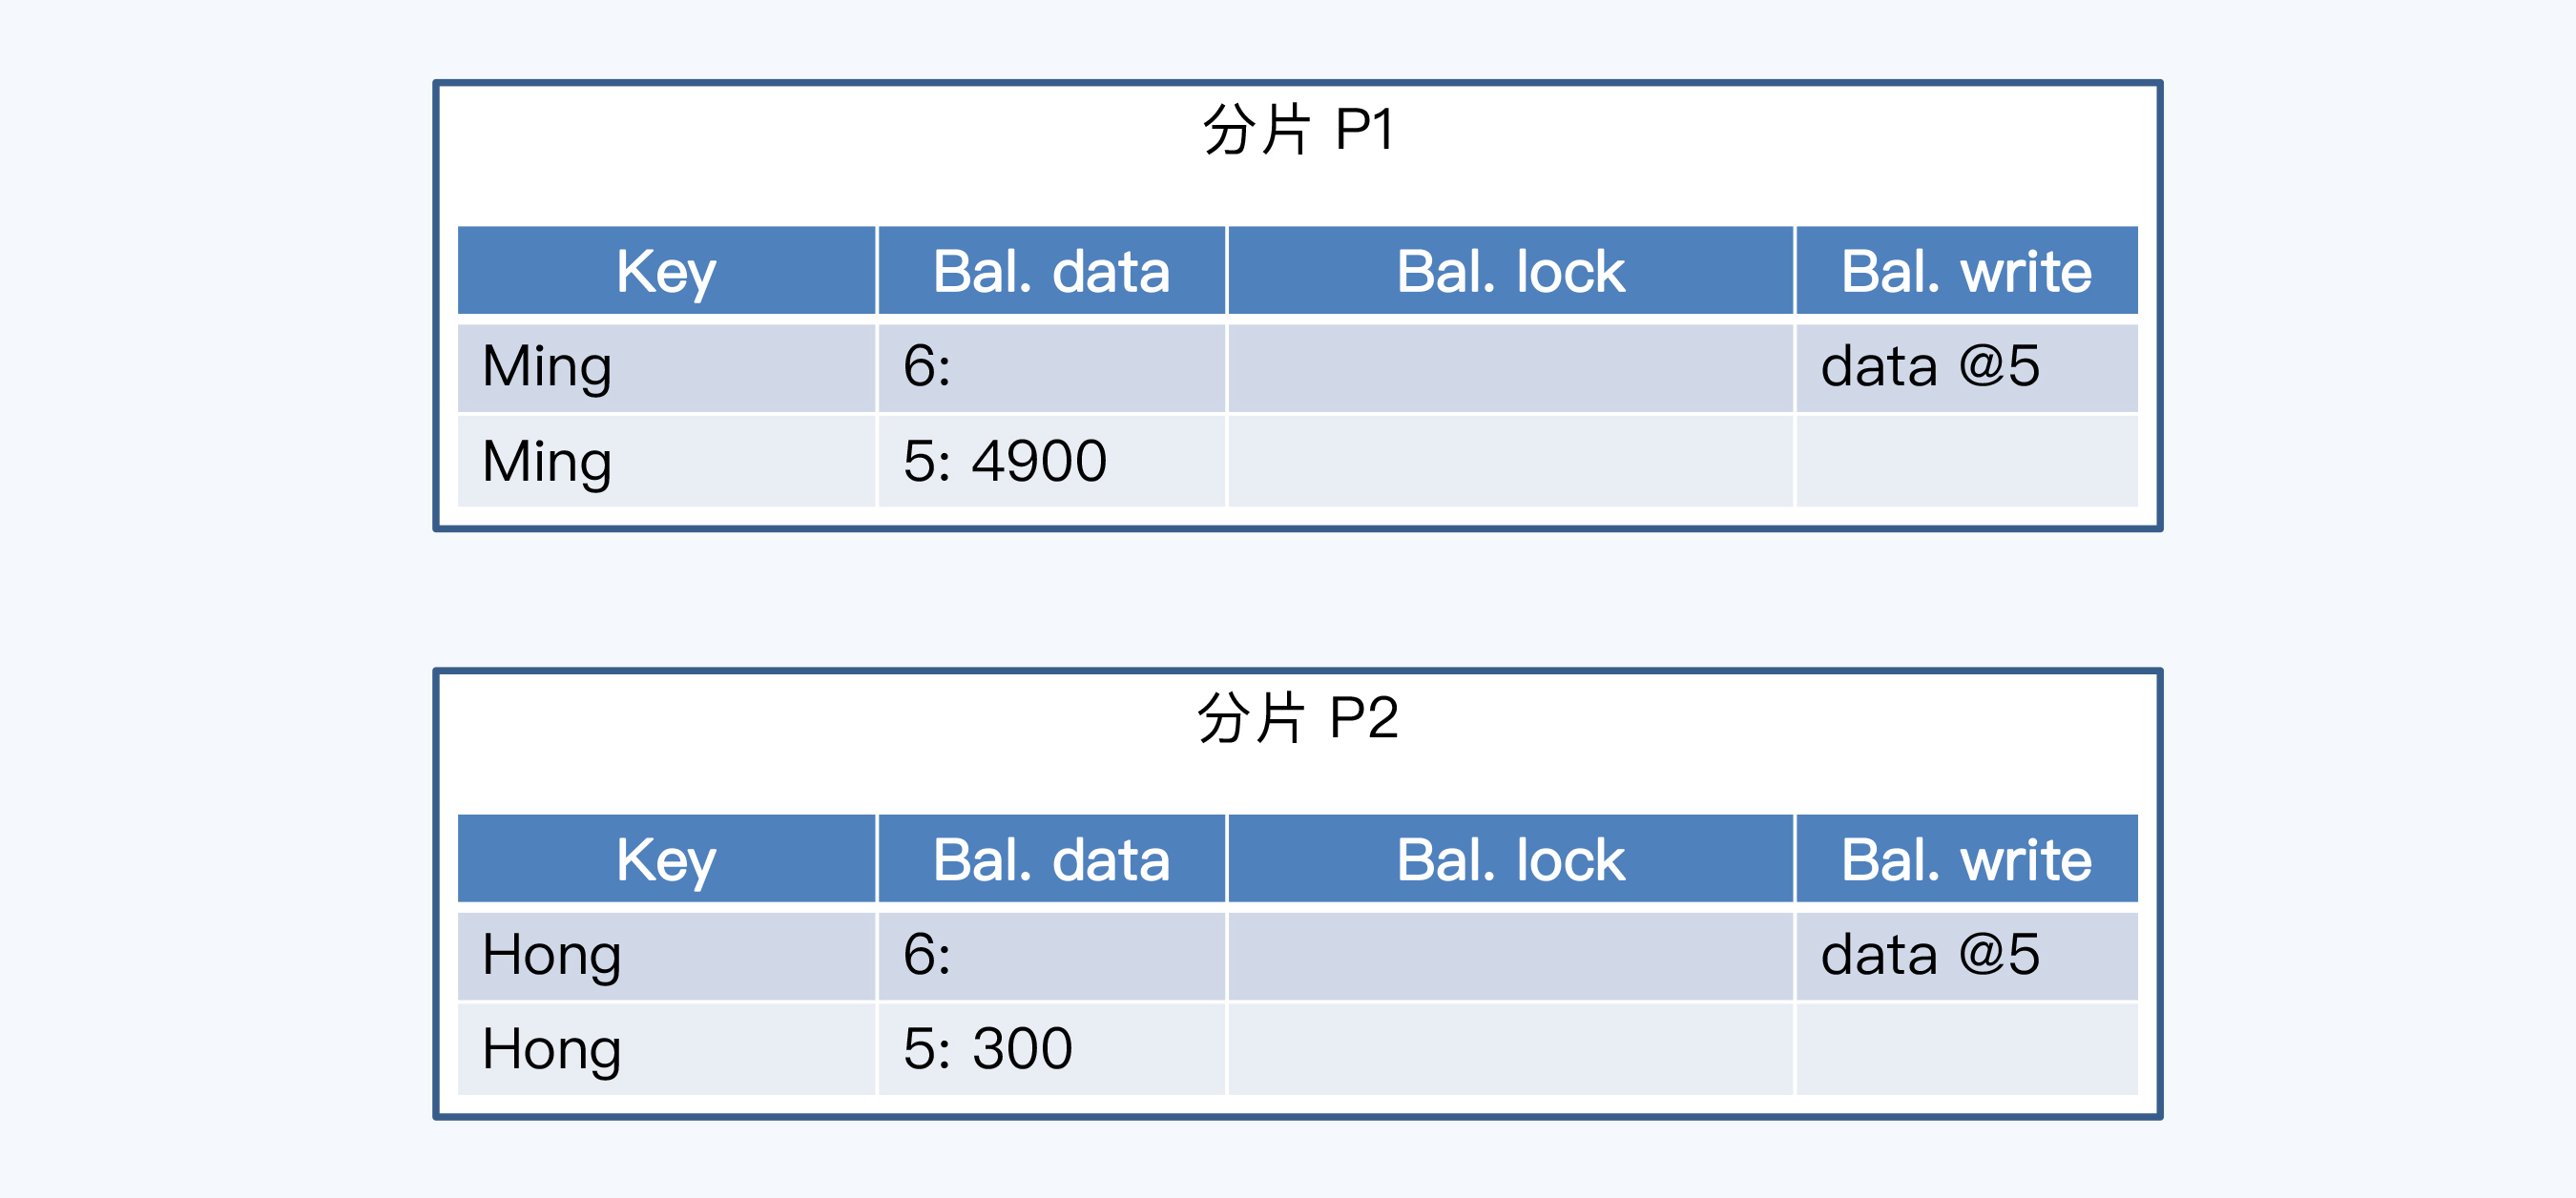 分片 P1
Key Bal. data Bal. lock Bal. write
Ming 6: data @5
Ming 5: 4900
分片 P2
Key Bal. data Bal. lock Bal. write
Hong 6: data @5
Hong 5: 300